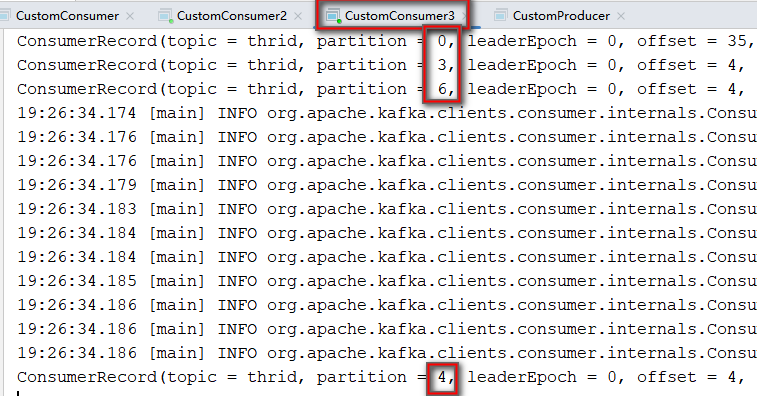 CustomConsumer × CustomConsumer2 × CustomConsumer3 × CustomProducer ×
ConsumerRecord(topic = thrid, partition = 0, leaderEpoch = 0, offset = 35,
ConsumerRecord(topic = thrid, partition = 3, leaderEpoch = 0, offset = 4,
ConsumerRecord(topic = thrid, partition = 6, leaderEpoch = 0, offset = 4,
19:26:34.174 [main] INFO org.apache.kafka.clients.consumer.internals.Consu
19:26:34.176 [main] INFO org.apache.kafka.clients.consumer.internals.Consu
19:26:34.176 [main] INFO org.apache.kafka.clients.consumer.internals.Consu
19:26:34.179 [main] INFO org.apache.kafka.clients.consumer.internals.Consu
19:26:34.183 [main] INFO org.apache.kafka.clients.consumer.internals.Consu
19:26:34.184 [main] INFO org.apache.kafka.clients.consumer.internals.Consu
19:26:34.184 [main] INFO org.apache.kafka.clients.consumer.internals.Consu
19:26:34.185 [main] INFO org.apache.kafka.clients.consumer.internals.Consu
19:26:34.186 [main] INFO org.apache.kafka.clients.consumer.internals.Consu
19:26:34.186 [main] INFO org.apache.kafka.clients.consumer.internals.Consu
19:26:34.186 [main] INFO org.apache.kafka.clients.consumer.internals.Consu
ConsumerRecord(topic = thrid, partition = 4, leaderEpoch = 0, offset = 4,